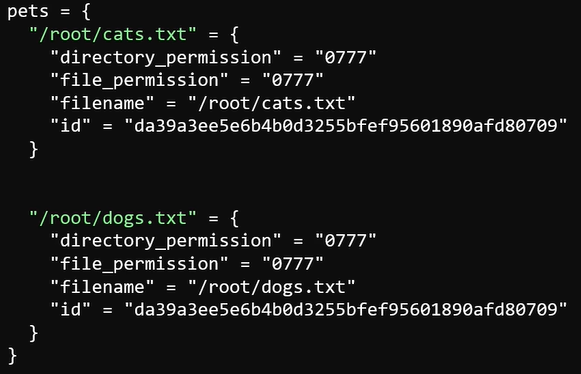 pets = {
"/root/cats.txt" = {
"directory_permission" = "0777"
"file_permission" = "0777"
"filename" = "/root/cats.txt"
"id" = "da39a3ee5e6b4b0d3255bfef95601890afd80709"
}
"/root/dogs.txt" = {
"directory_permission" = "0777"
"file_permission" = "0777"
"filename" = "/root/dogs.txt"
"id" = "da39a3ee5e6b4b0d3255bfef95601890afd80709"
}
}